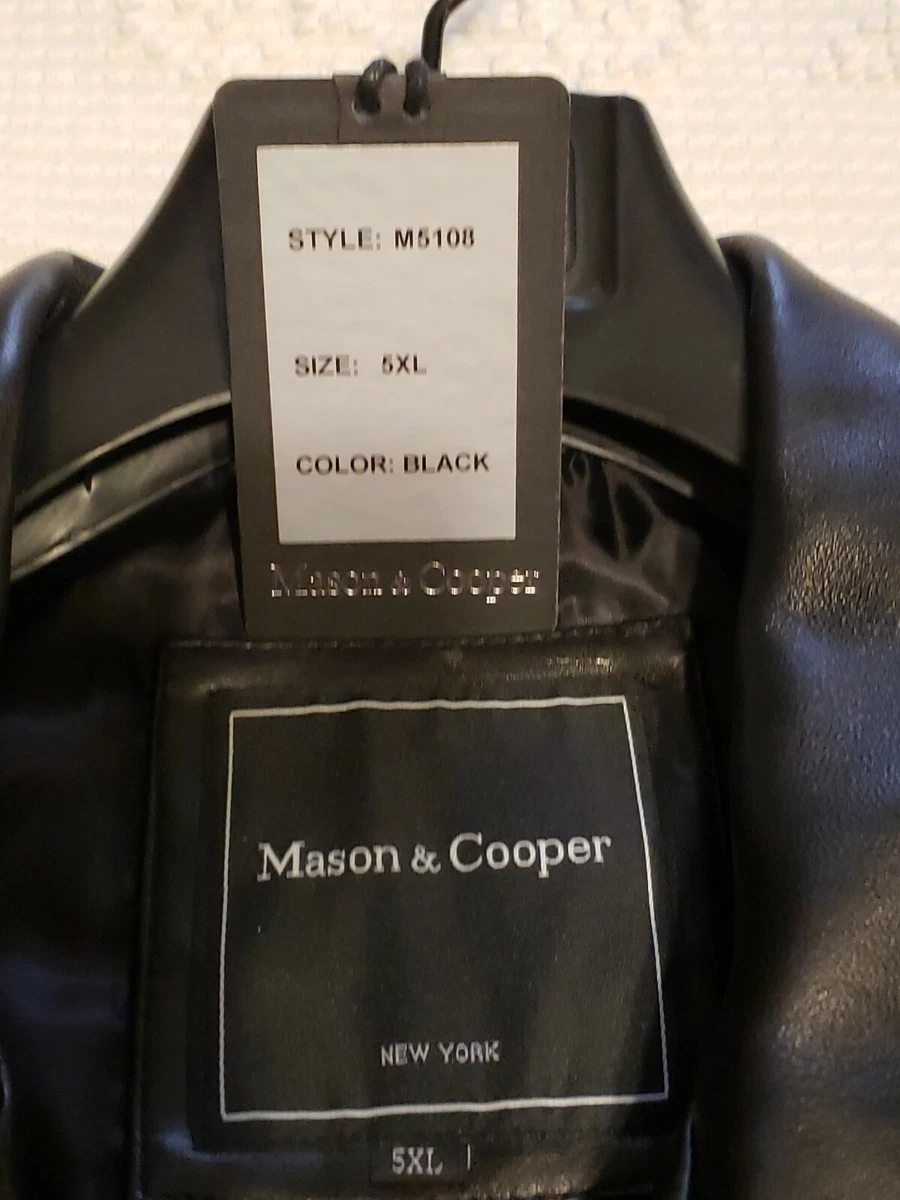 STYLE: M5108
SIZE: 5XL
COLOR: BLACK
Mason & Cooper
Mason & Cooper
NEW YORK
5XL